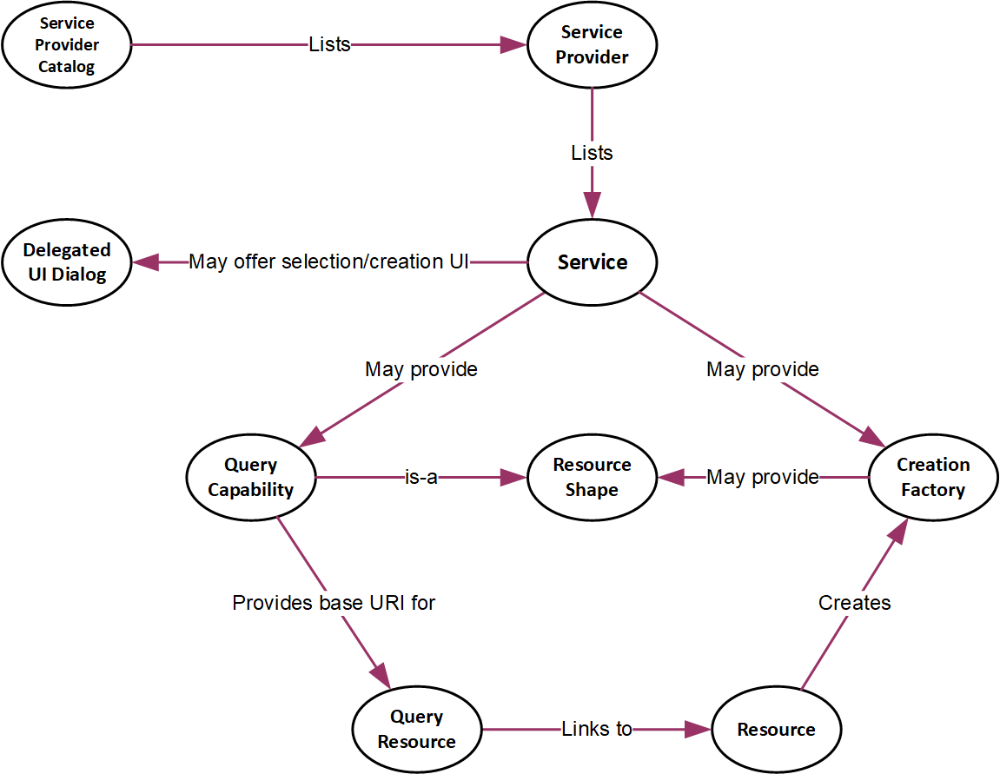 Service
Provider
Catalog
Lists
Service
Provider
Lists
Delegated
UI Dialog
May offer selection/creation UI
Service
May provide
May provide
Query
Capability
is-a
Resource
Shape
May provide
Creation
Factory
Provides base URI for
Creates
Query
Resource
Links to
Resource